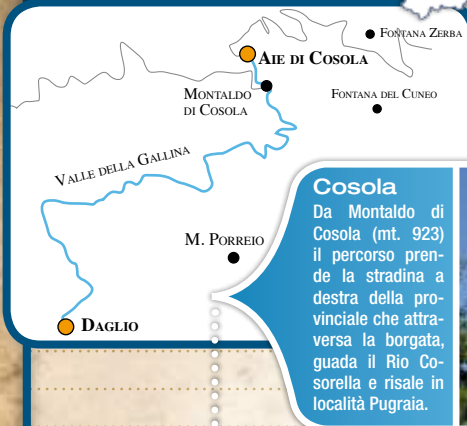 Fontana Zerba
Aie di Cosola
Montaldo
di Cosola
Fontana del Cuneo
Valle della Gallina
M. Porreio
Daglio
Cosola
Da Montaldo di
Cosola (mt. 923)
il percorso pren-
de la stradina a
destra della pro-
vinciale che attra-
versa la borgata,
guada il Rio Co-
sorella e risale in
località Pugraia.